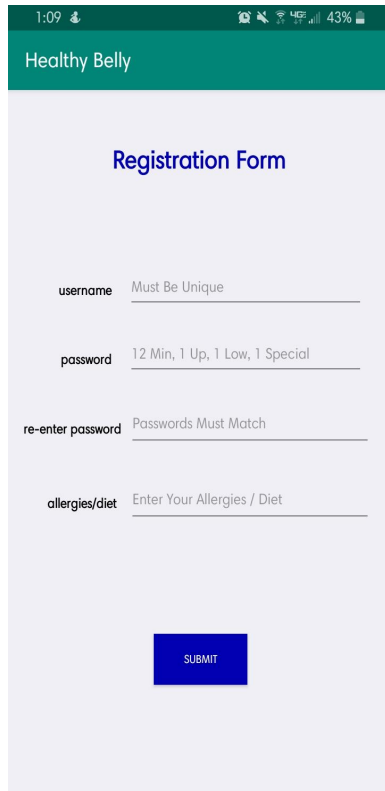 1:09 4GE 43%
Healthy Belly
Registration Form
username Must Be Unique
password 12 Min, 1 Up, 1 Low, 1 Special
re-enter password Passwords Must Match
allergies/diet Enter Your Allergies / Diet
SUBMIT